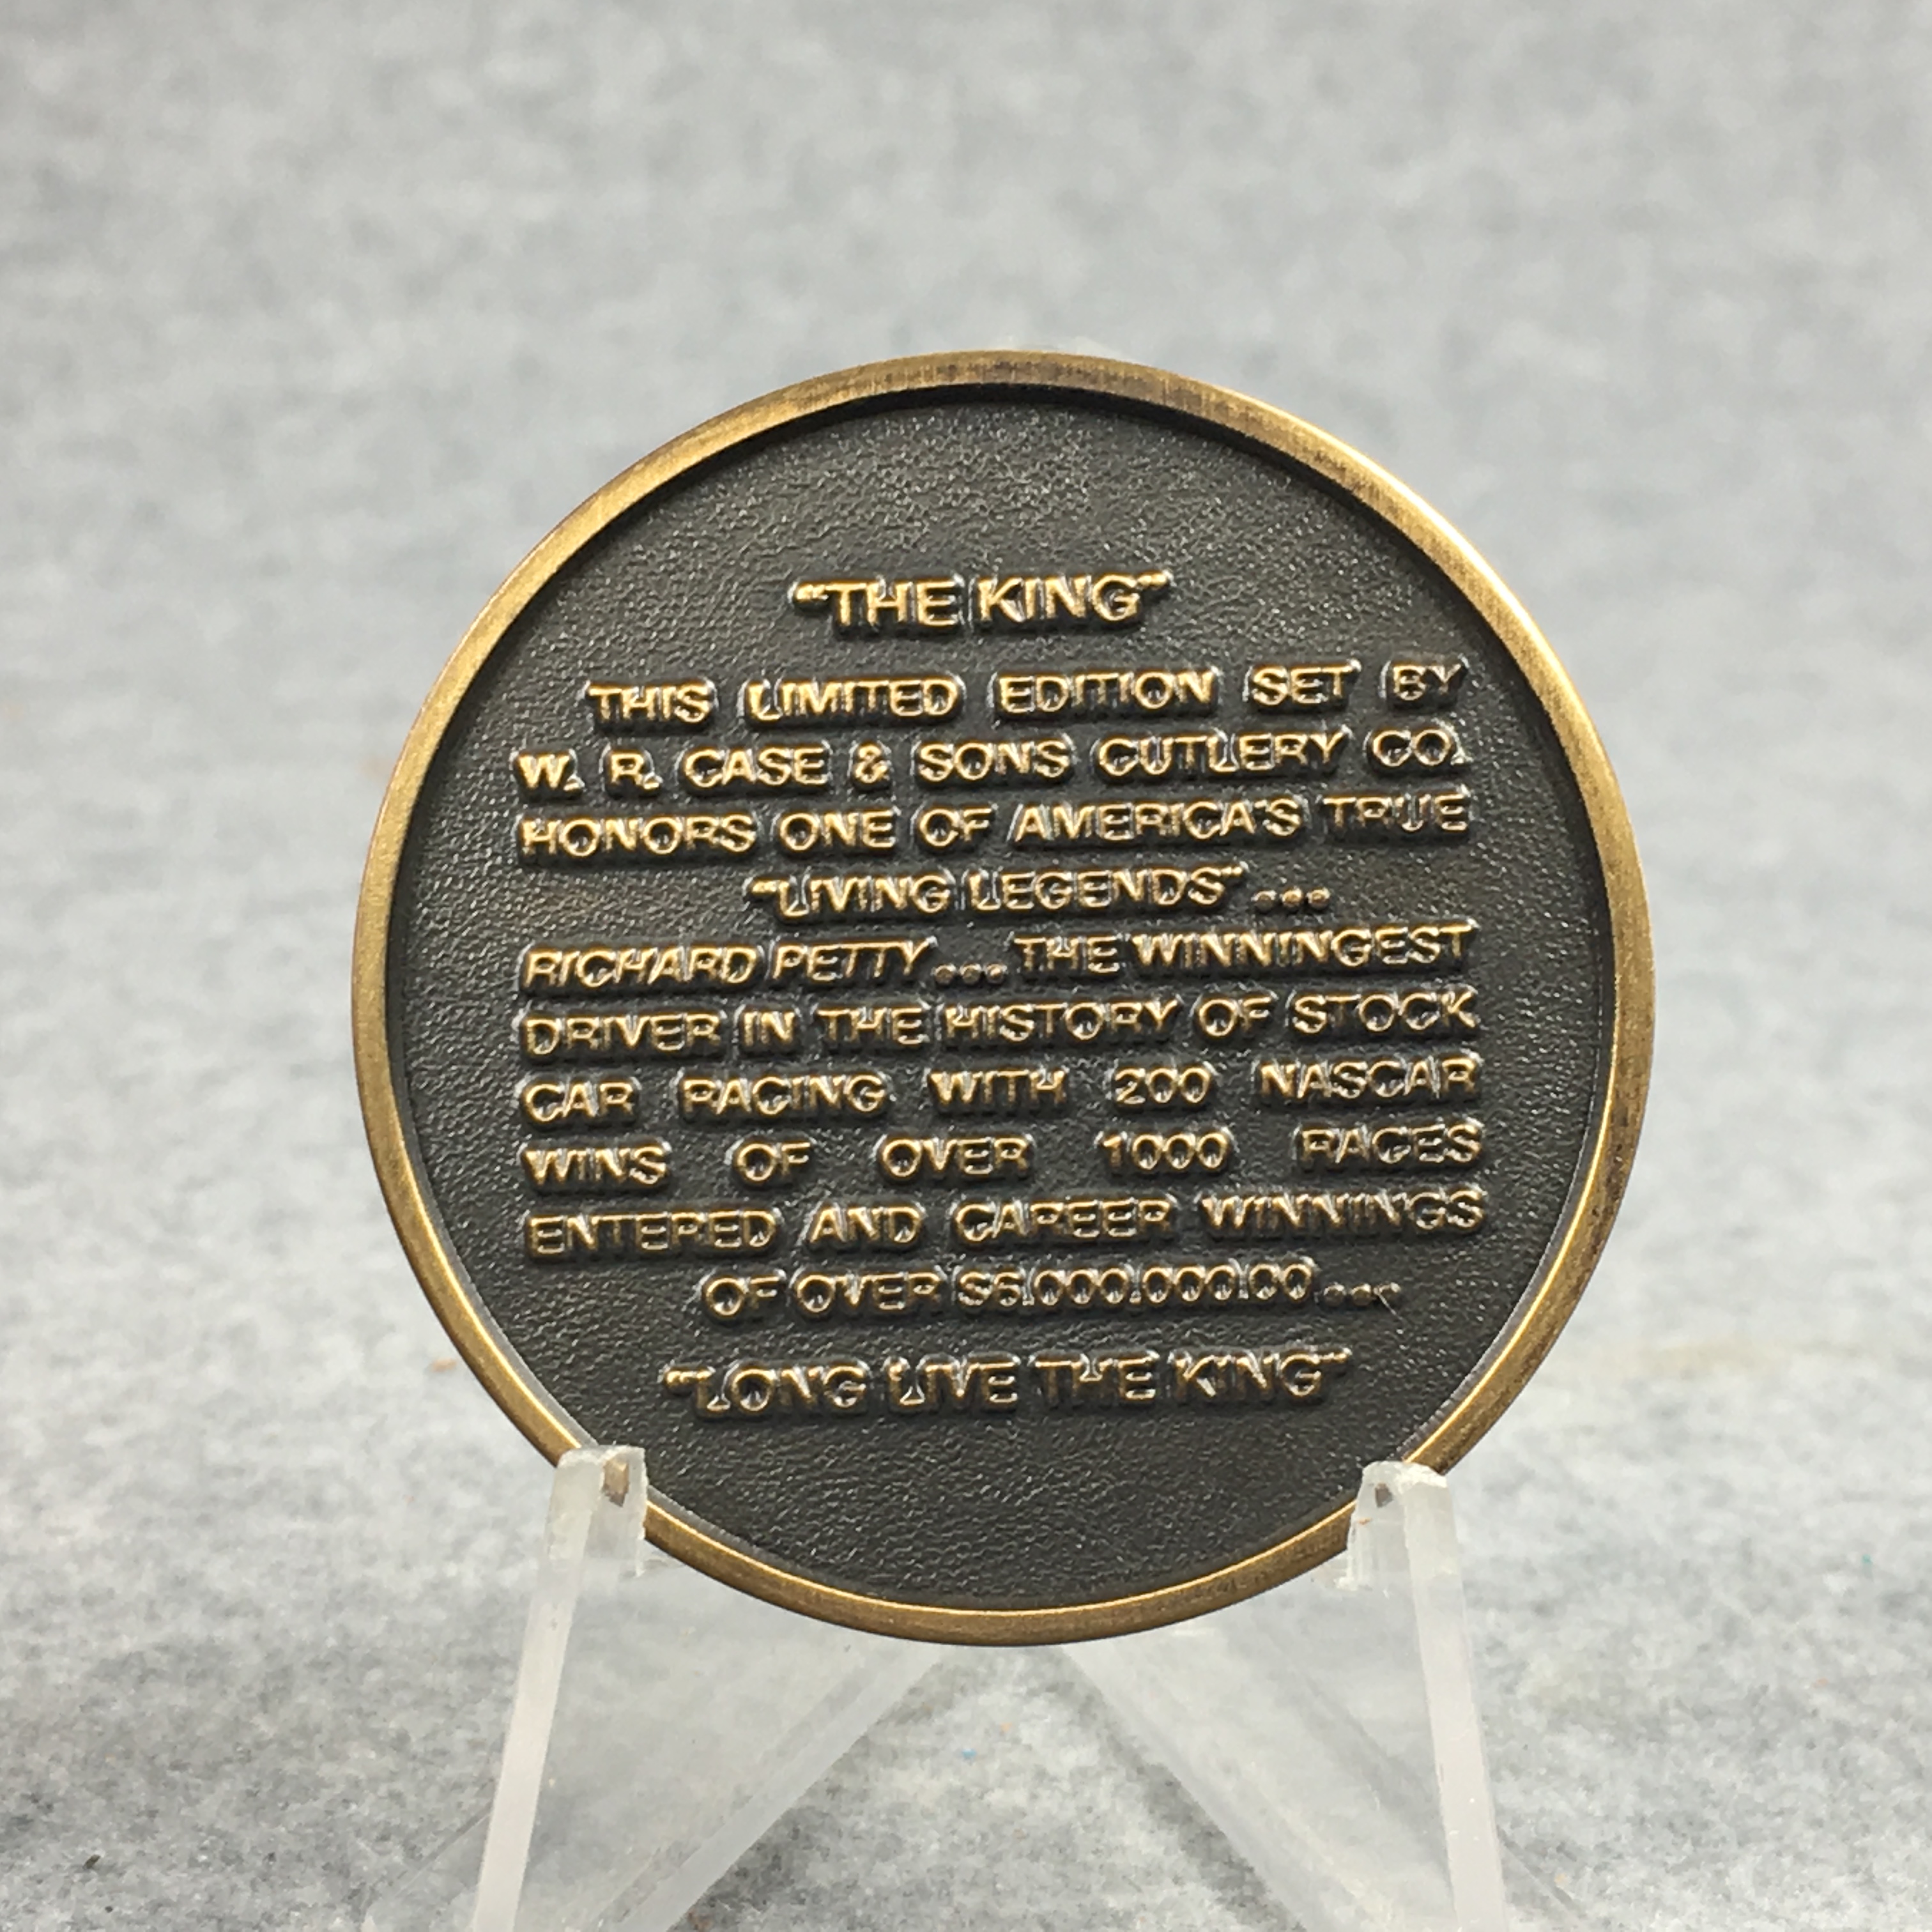 "THE KING"
THIS LIMITED EDITION SET BY
W. R. CASE & SONS CUTLERY CO.
HONORS ONE OF AMERICA'S TRUE
"LIVING LEGENDS" ...
RICHARD PETTY ... THE WINNINGEST
DRIVER IN THE HISTORY OF STOCK
CAR RACING WITH 200 NASCAR
WINS OF OVER 1000 RACES
ENTERED AND CAREER WINNINGS
OF OVER $6,000,000.00 ...
"LONG LIVE THE KING"